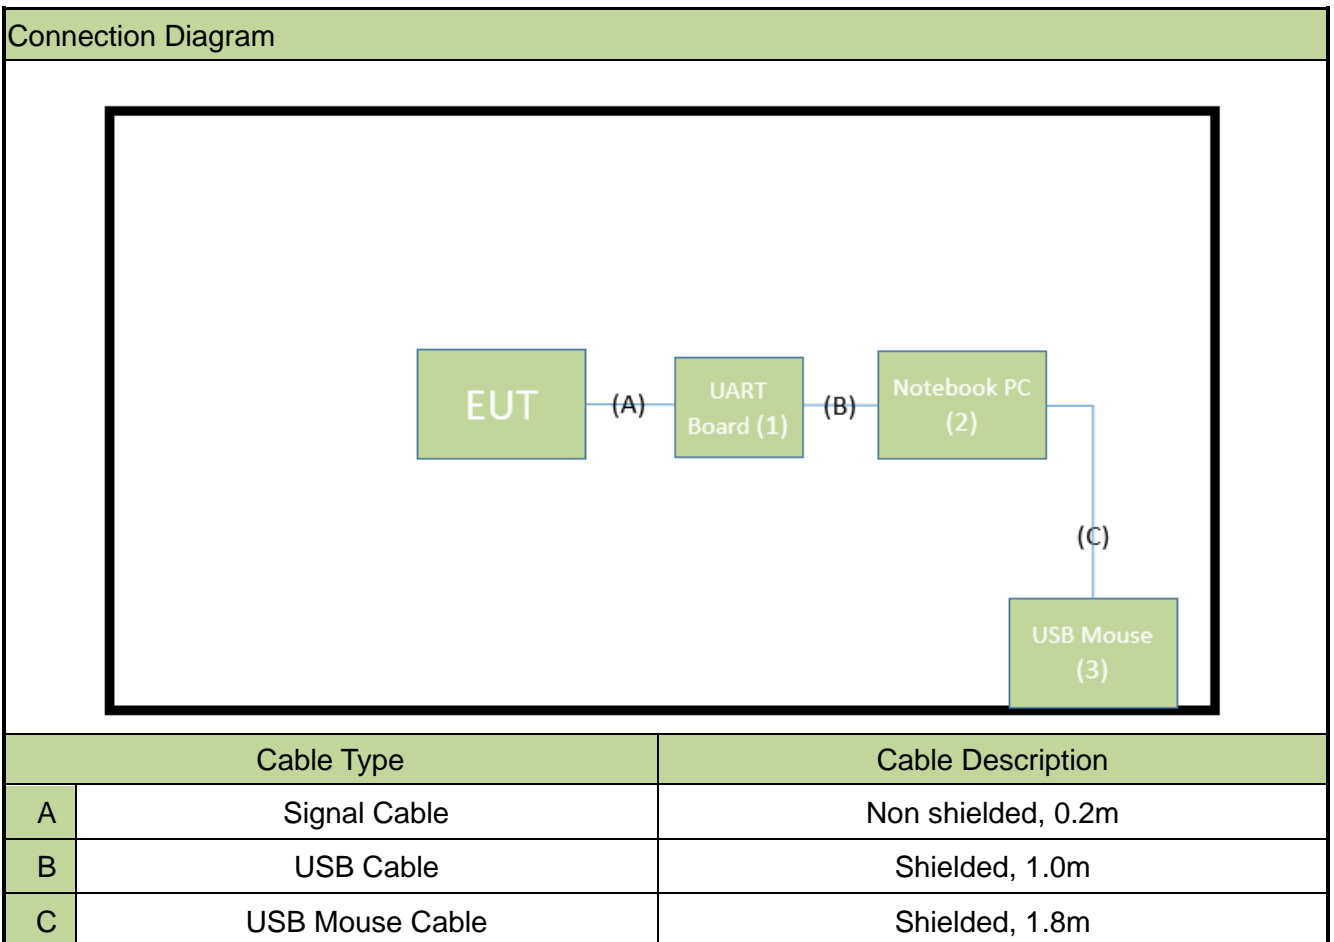 Connection Diagram
EUT
(A)
UART
Board (1)
(B)
Notebook PC
(2)
(C)
USB Mouse
(3)
Cable Type Cable Description
A Signal Cable Non shielded, 0.2m
B USB Cable Shielded, 1.0m
C USB Mouse Cable Shielded, 1.8m